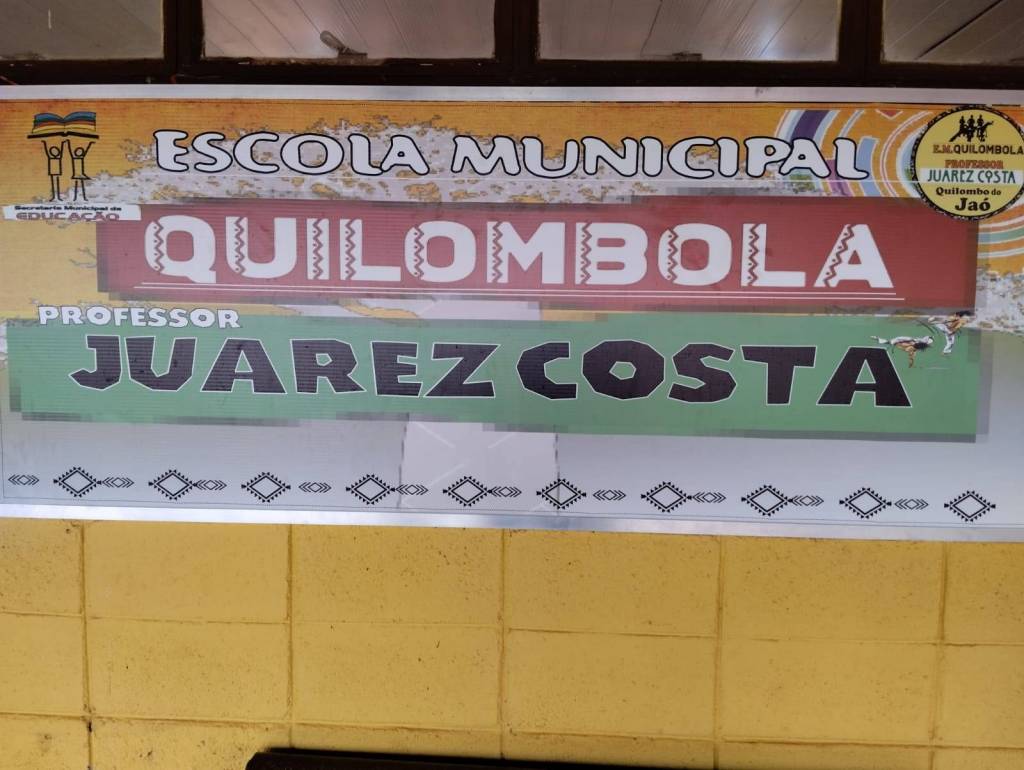 ESCOLA MUNICIPAL
Secretaria Municipal de
EDUCAÇÃO
E.M. QUILOMBOLA
PROFESSOR
JUAREZ COSTA
Quilombo do
Jaó
QUILOMBOLA
PROFESSOR
JUAREZ COSTA